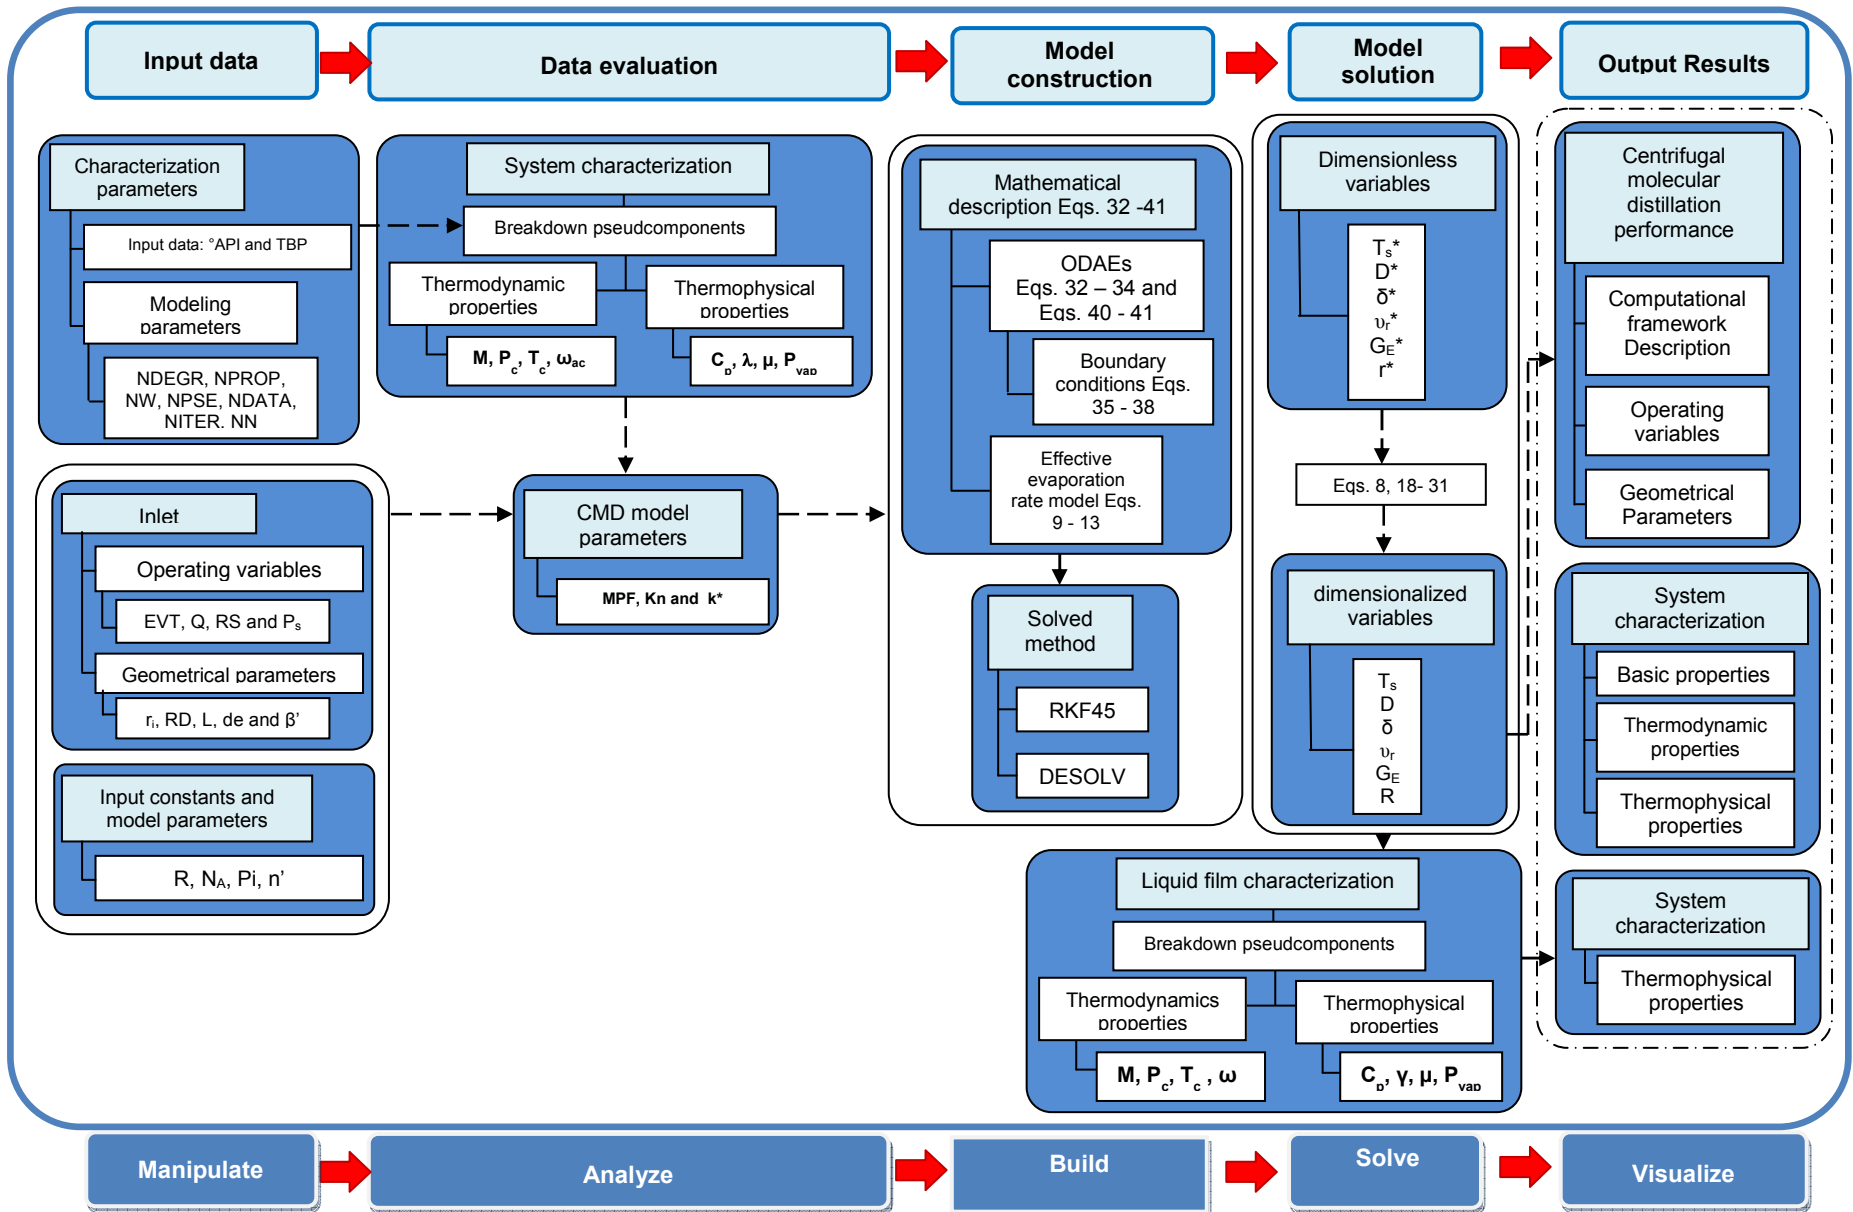 Input data
Data evaluation
Model
construction
Model
solution
Output Results
Characterization
parameters
Input data: °API and TBP
Modeling
parameters
NDEGR, NPROP,
NW, NPSE, NDATA,
NITER. NN
Inlet
Operating variables
EVT, Q, RS and Ps
Geometrical parameters
ri, RD, L, de and β’
Input constants and
model parameters
R, NA, Pi, n’
System characterization
Breakdown pseudcomponents
Thermodynamic
properties
Thermophysical
properties
M, Pc, Tc, ωac
Cp, λ, μ, Pvap
CMD model
parameters
MPF, Kn and k*
Mathematical
description Eqs. 32 -41
ODAEs
Eqs. 32 – 34 and
Eqs. 40 - 41
Boundary
conditions Eqs.
35 - 38
Effective
evaporation
rate model Eqs.
9 - 13
Solved
method
RKF45
DESOLV
Dimensionless
variables
Ts*
D*
δ*
υr*
GE*
r*
Eqs. 8, 18- 31
dimensionalized
variables
Ts
D
δ
υr
GE
R
Liquid film characterization
Breakdown pseudcomponents
Thermodynamics
properties
Thermophysical
properties
M, Pc, Tc , ω
Cp, γ, μ, Pvap
Centrifugal
molecular
distillation
performance
Computational
framework
Description
Operating
variables
Geometrical
Parameters
System
characterization
Basic properties
Thermodynamic
properties
Thermophysical
properties
System
characterization
Thermophysical
properties
Manipulate
Analyze
Build
Solve
Visualize